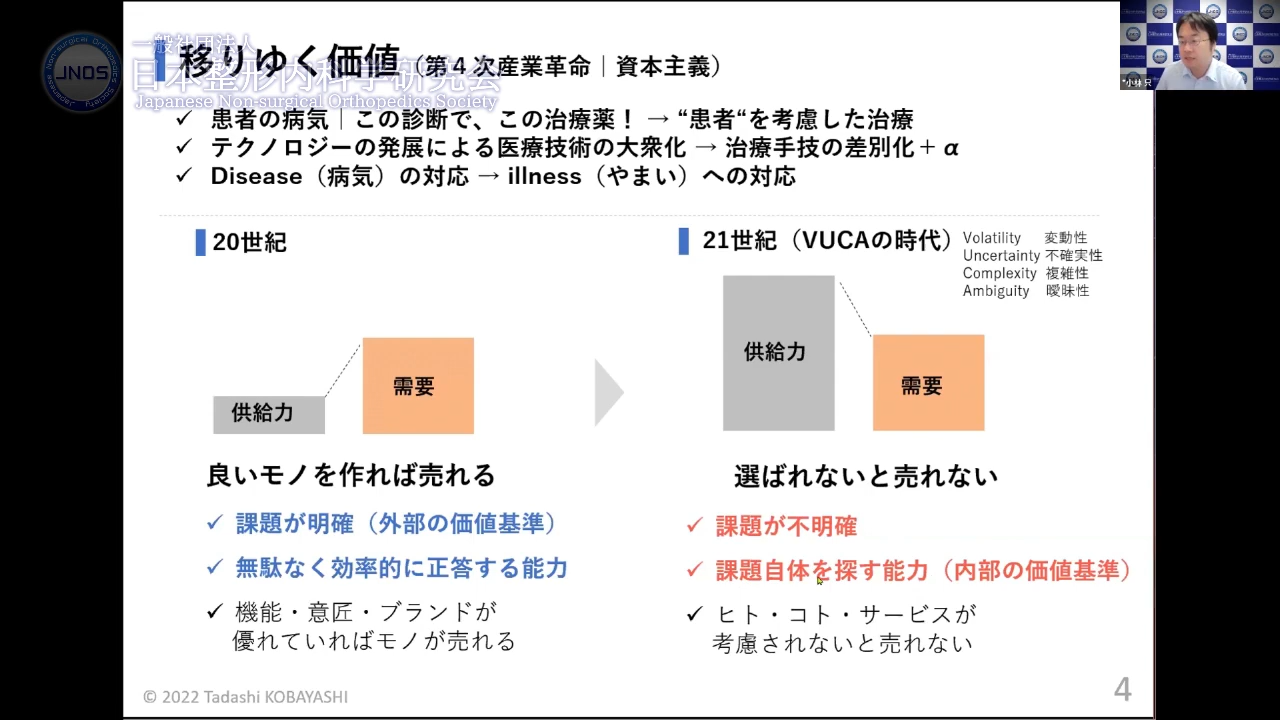 一般社団法人
日本整形内科学研究会
Japanese Non-surgical Orthopedics Society
JNOS
移りゆく価値（第４次産業革命｜資本主義）
✓ 患者の病気｜この診断で、この治療薬！ → “患者“を考慮した治療
✓ テクノロジーの発展による医療技術の大衆化 → 治療手技の差別化＋α
✓ Disease（病気）の対応 → illness（やまい）への対応
20世紀
供給力
需要
良いモノを作れば売れる
✓ 課題が明確（外部の価値基準）
✓ 無駄なく効率的に正答する能力
✓ 機能・意匠・ブランドが
優れていればモノが売れる
21世紀（VUCAの時代）
Volatility 変動性
Uncertainty 不確実性
Complexity 複雑性
Ambiguity 曖昧性
供給力
需要
選ばれないと売れない
✓ 課題が不明確
✓ 課題自体を探す能力（内部の価値基準）
✓ ヒト・コト・サービスが
考慮されないと売れない
© 2022 Tadashi KOBAYASHI
4